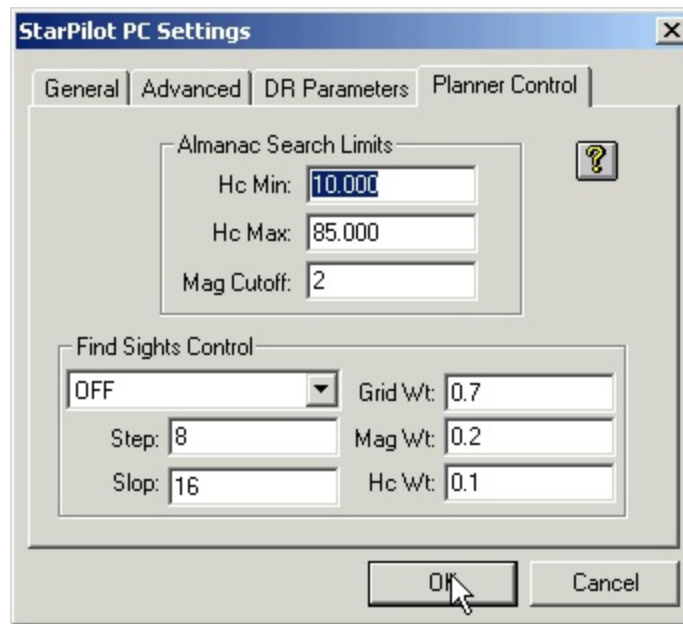 StarPilot PC Settings
General Advanced DR Parameters Planner Control
Almanac Search Limits
Hc Min: 10.000
Hc Max: 85.000
Mag Cutoff: 2
Find Sights Control
OFF Grid Wt: 0.7
Step: 8 Mag Wt: 0.2
Slop: 16 Hc Wt: 0.1
OK Cancel